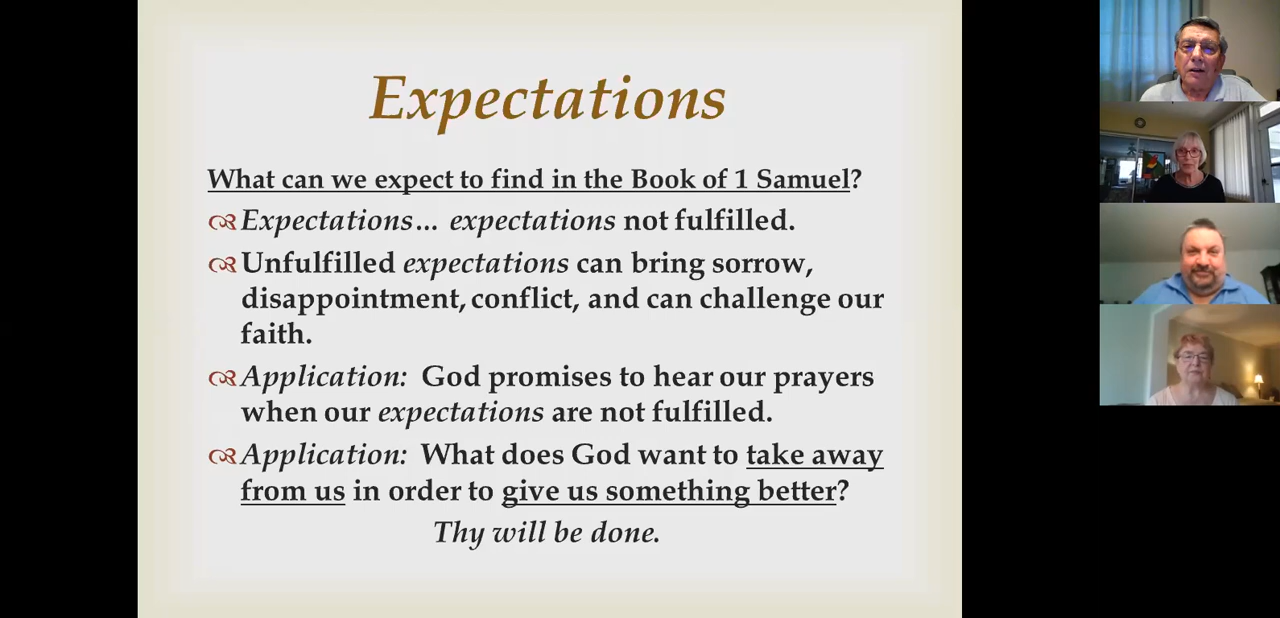 Expectations
What can we expect to find in the Book of 1 Samuel?
Expectations... expectations not fulfilled.
Unfulfilled expectations can bring sorrow,
disappointment, conflict, and can challenge our
faith.
Application: God promises to hear our prayers
when our expectations are not fulfilled.
Application: What does God want to take away
from us in order to give us something better?
Thy will be done.